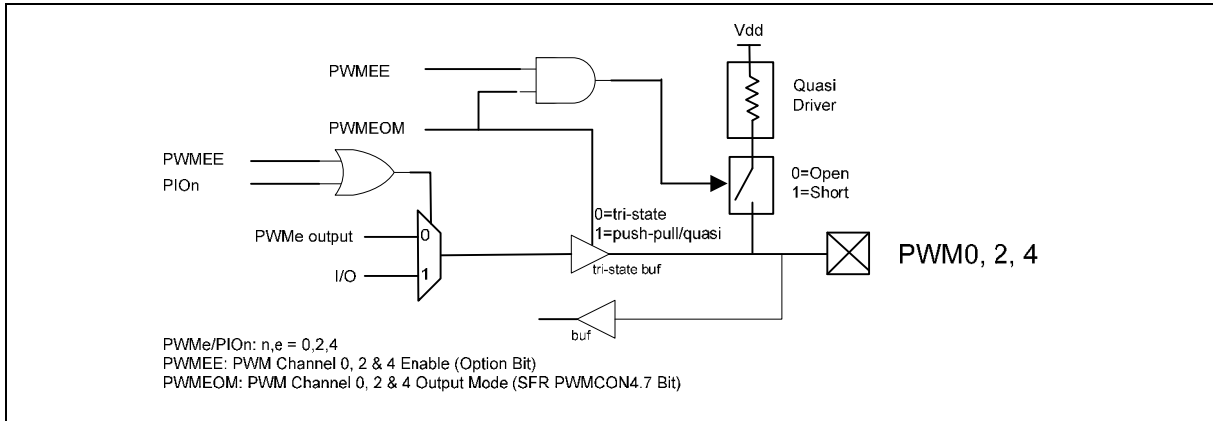 Vdd
PWMEE
Quasi
Driver
PWMEOM
PWMEE
PIOn
0=Open
1=Short
0=tri-state
1=push-pull/quasi
PWMe output
0
I/O
1
tri-state buf
PWM0, 2, 4
buf
PWMe/PIOn: n,e = 0,2,4
PWMEE: PWM Channel 0, 2 & 4 Enable (Option Bit)
PWMEOM: PWM Channel 0, 2 & 4 Output Mode (SFR PWMCON4.7 Bit)